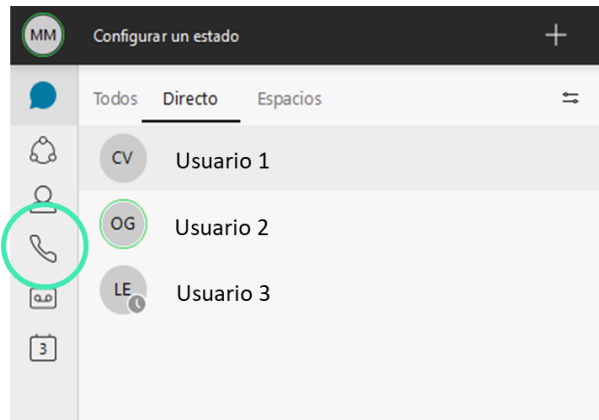 MM Configurar un estado
Todos Directo Espacios
CV Usuario 1
OG Usuario 2
LE Usuario 3
3